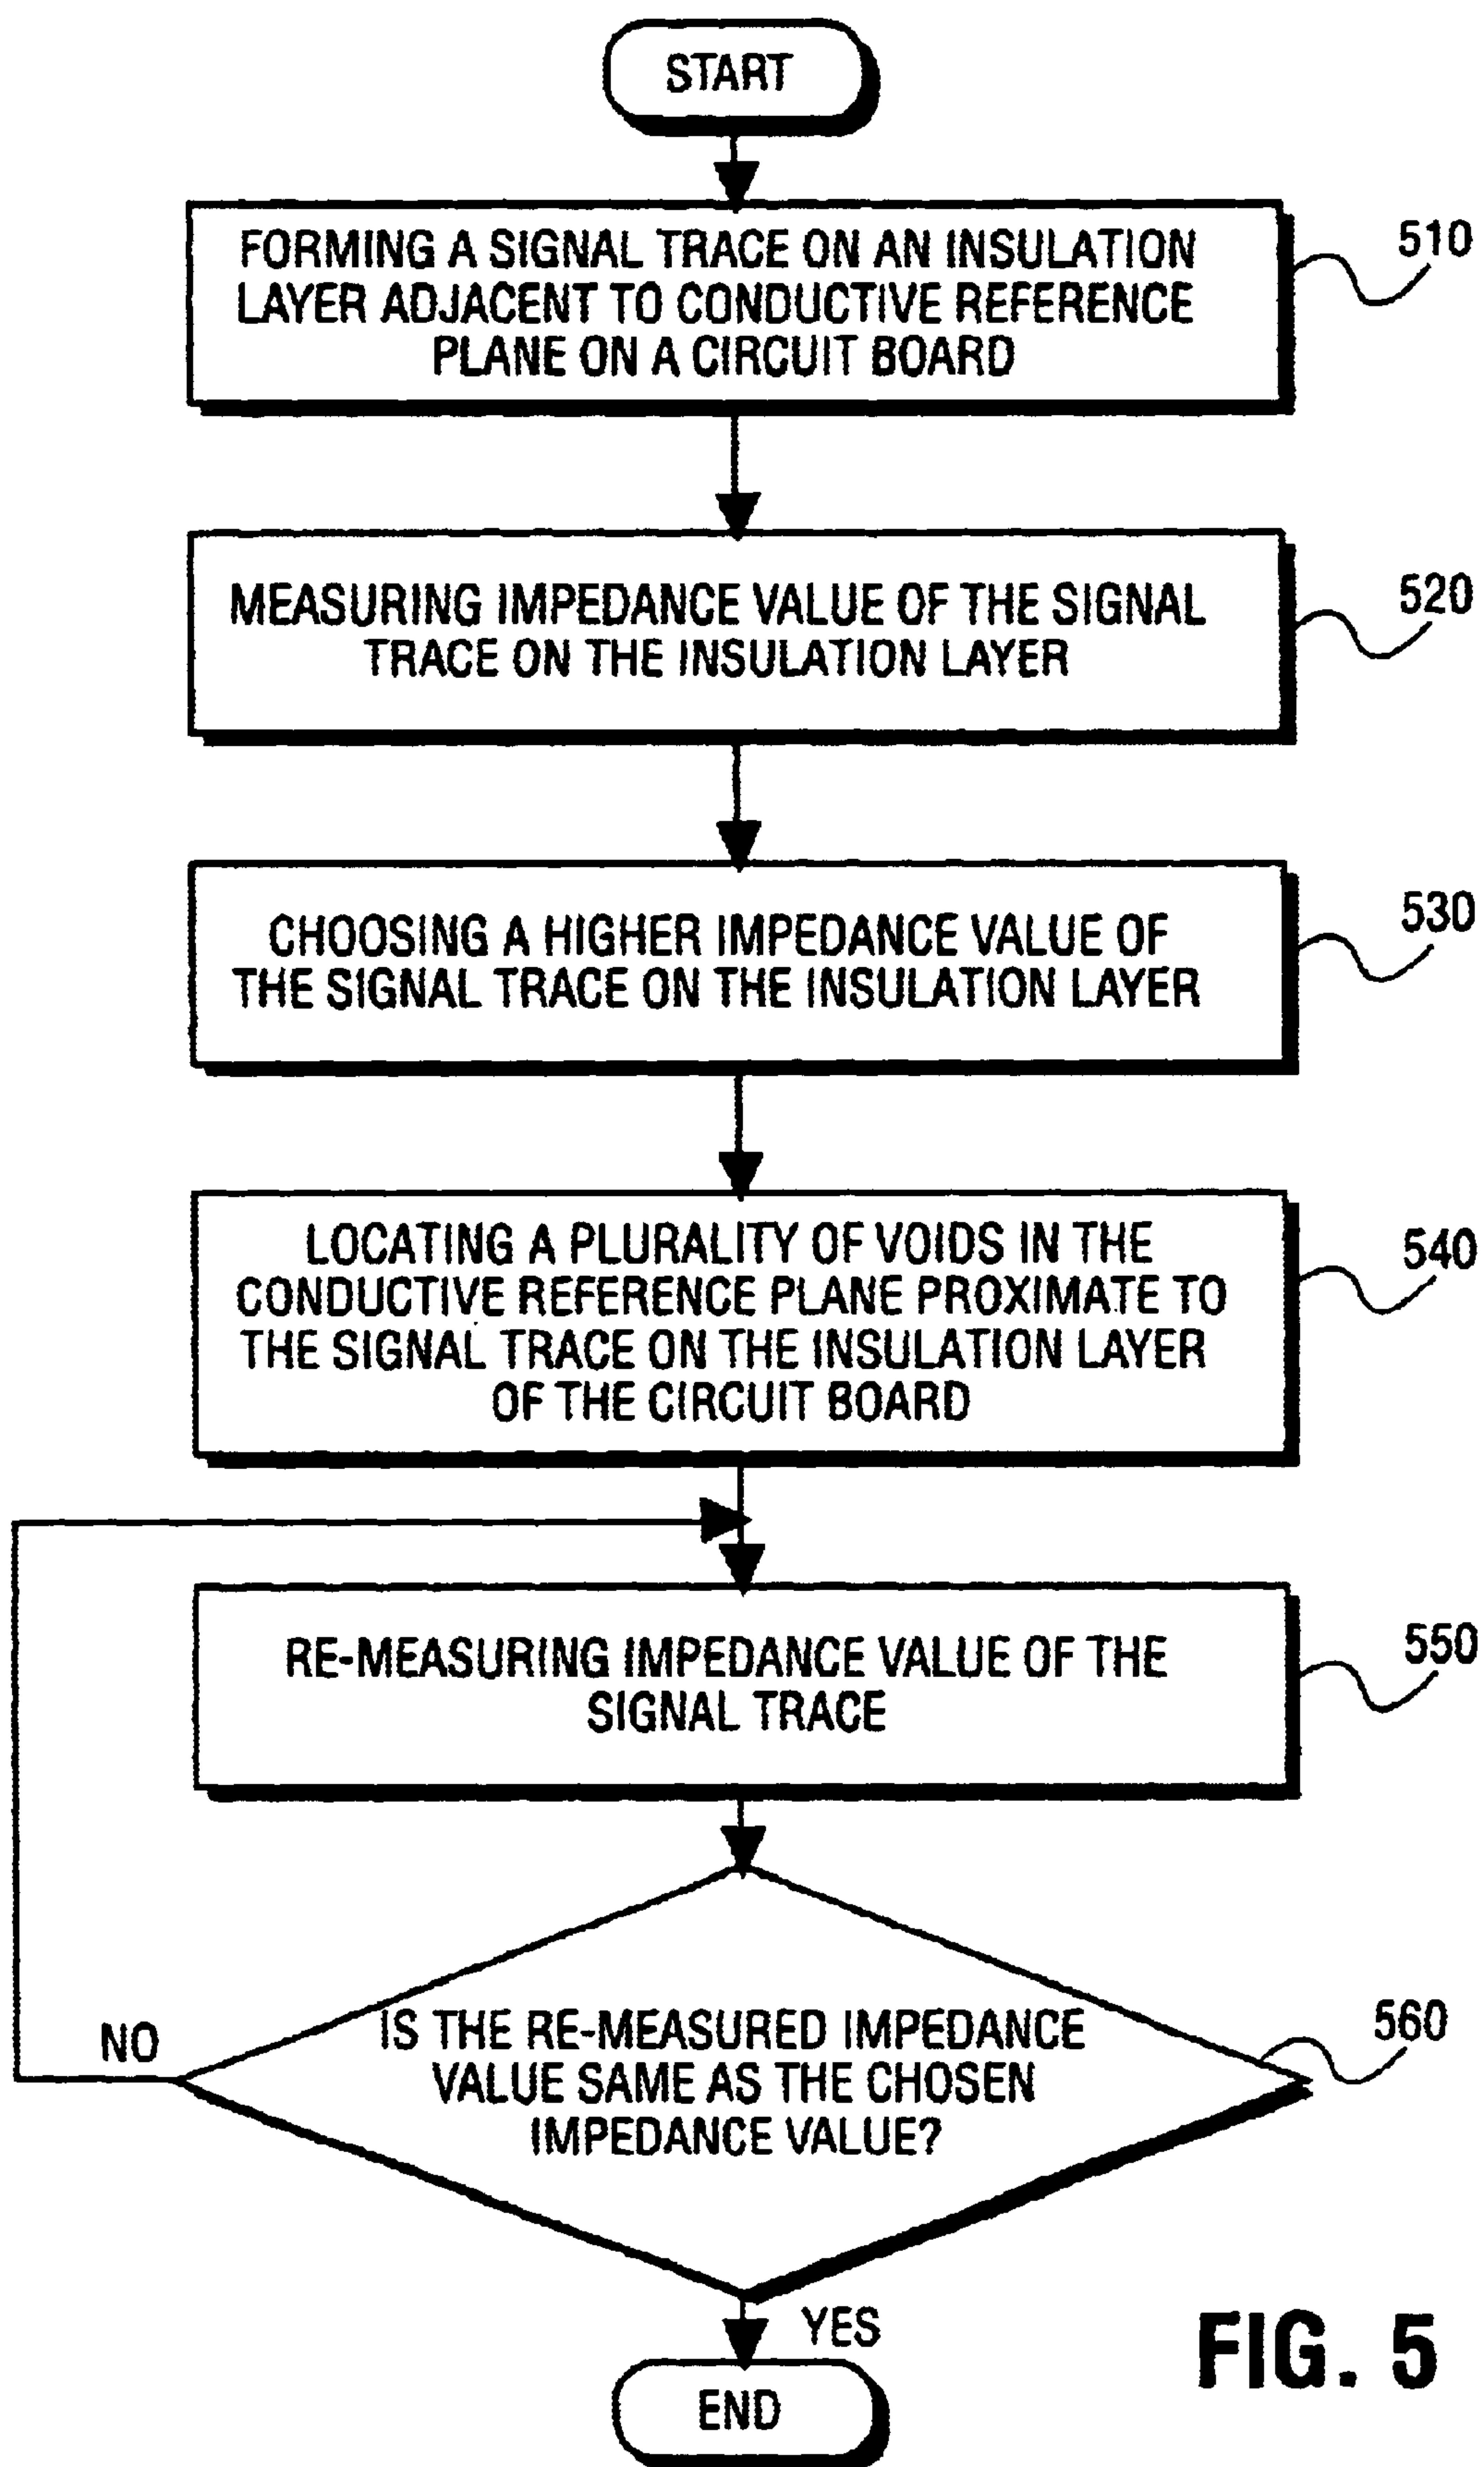 START
FORMING A SIGNAL TRACE ON AN INSULATION
LAYER ADJACENT TO CONDUCTIVE REFERENCE
PLANE ON A CIRCUIT BOARD
510
MEASURING IMPEDANCE VALUE OF THE SIGNAL
TRACE ON THE INSULATION LAYER
520
CHOOSING A HIGHER IMPEDANCE VALUE OF
THE SIGNAL TRACE ON THE INSULATION LAYER
530
LOCATING A PLURALITY OF VOIDS IN THE
CONDUCTIVE REFERENCE PLANE PROXIMATE TO
THE SIGNAL TRACE ON THE INSULATION LAYER
OF THE CIRCUIT BOARD
540
RE-MEASURING IMPEDANCE VALUE OF THE
SIGNAL TRACE
550
IS THE RE-MEASURED IMPEDANCE
VALUE SAME AS THE CHOSEN
IMPEDANCE VALUE?
560
NO
YES
END
FIG. 5